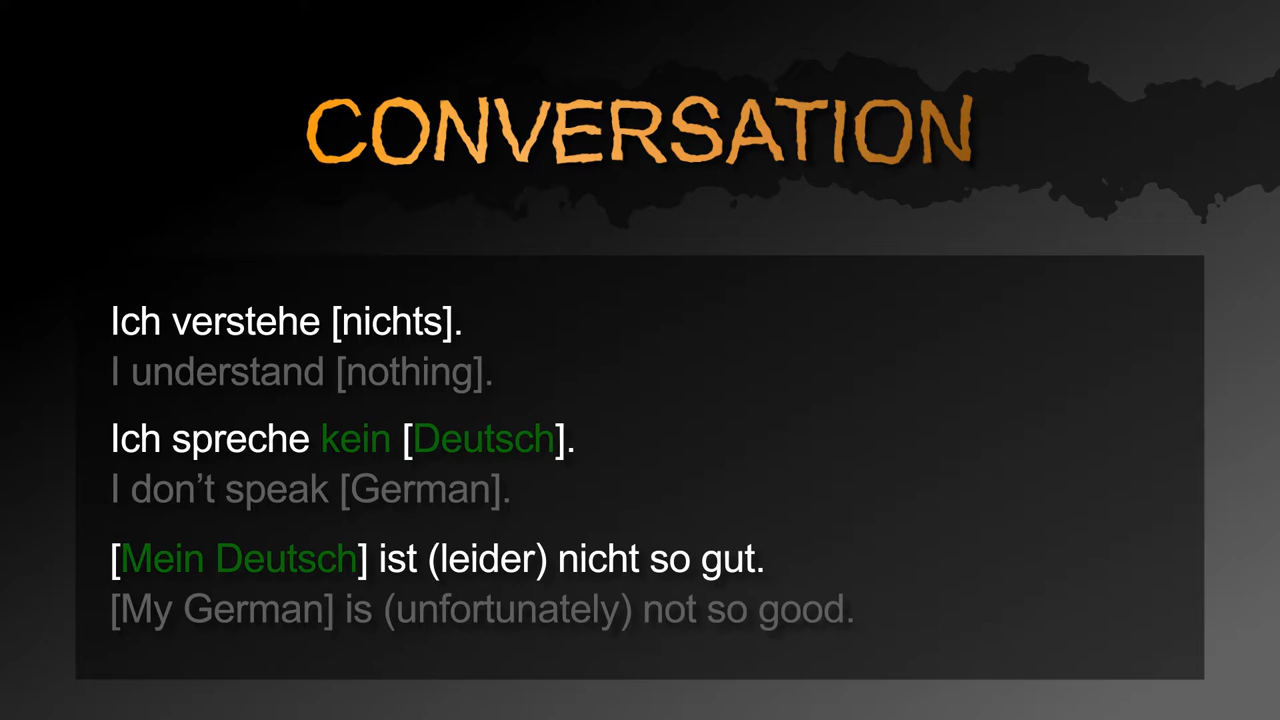 CONVERSATION
Ich verstehe [nichts].
I understand [nothing].
Ich spreche kein [Deutsch].
I don’t speak [German].
[Mein Deutsch] ist (leider) nicht so gut.
[My German] is (unfortunately) not so good.